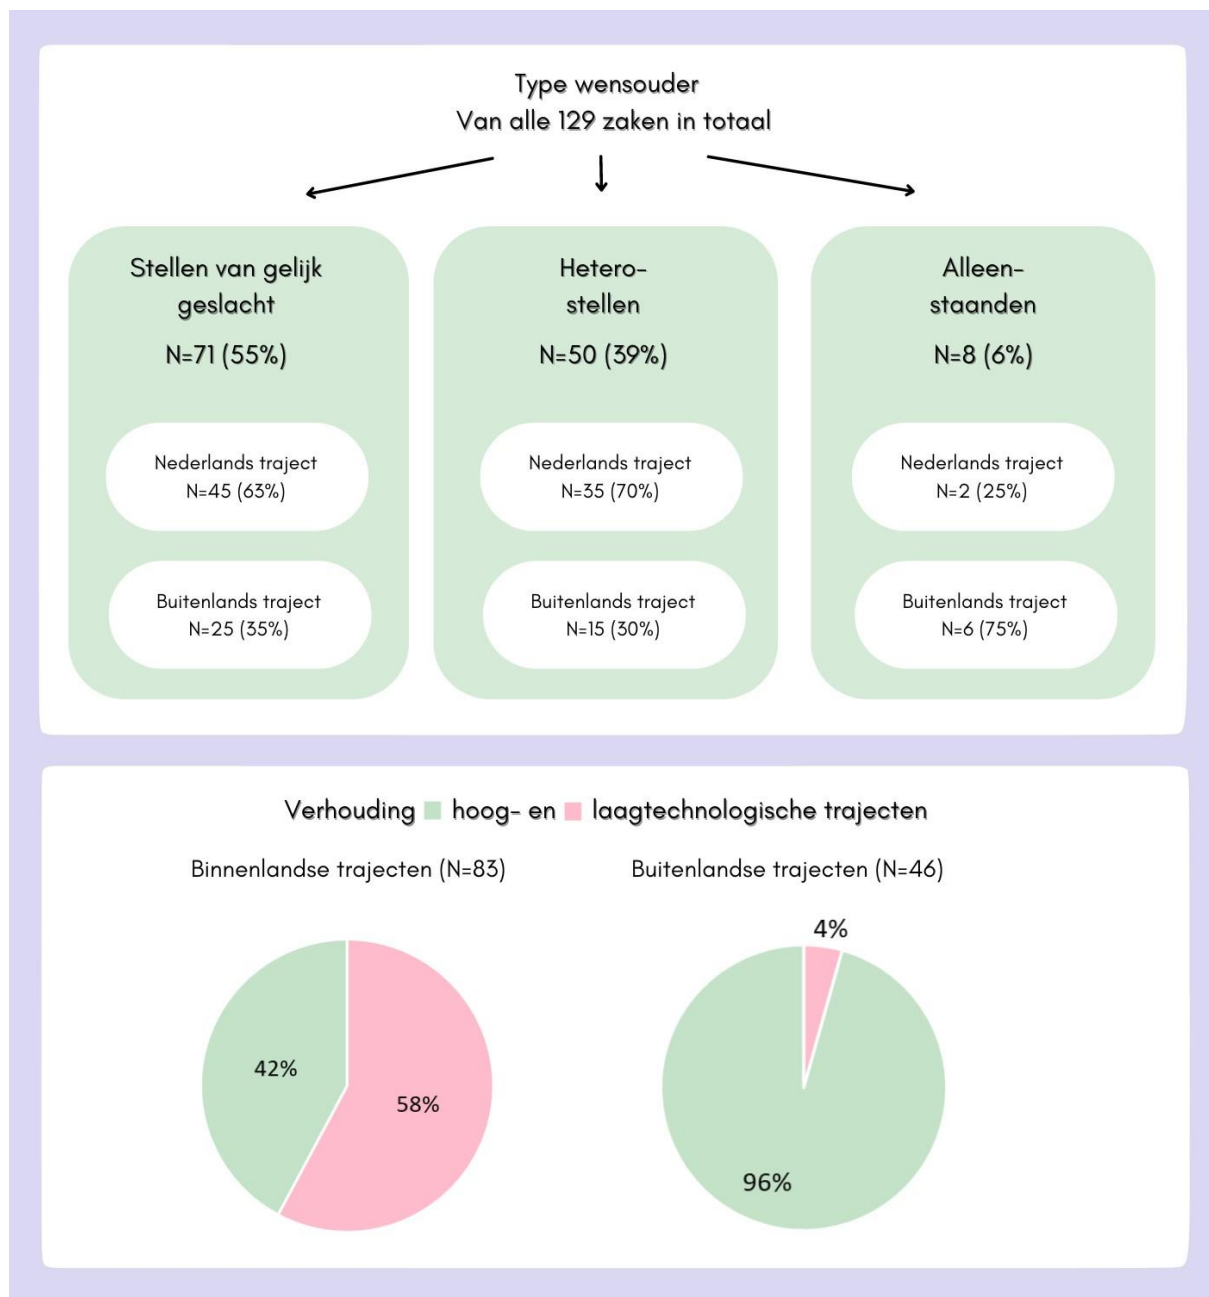 Type wensouder
Van alle 129 zaken in totaal
Stellen van gelijk
geslacht
N=71 (55%)
Nederlands traject
N=45 (63%)
Buitenlands traject
N=25 (35%)
Hetero-
stellen
N=50 (39%)
Nederlands traject
N=35 (70%)
Buitenlands traject
N=15 (30%)
Alleen-
staanden
N=8 (6%)
Nederlands traject
N=2 (25%)
Buitenlands traject
N=6 (75%)
Verhouding hoog- en laagtechnologische trajecten
Binnenlandse trajecten (N=83)
42%
58%
Buitenlandse trajecten (N=46)
4%
96%